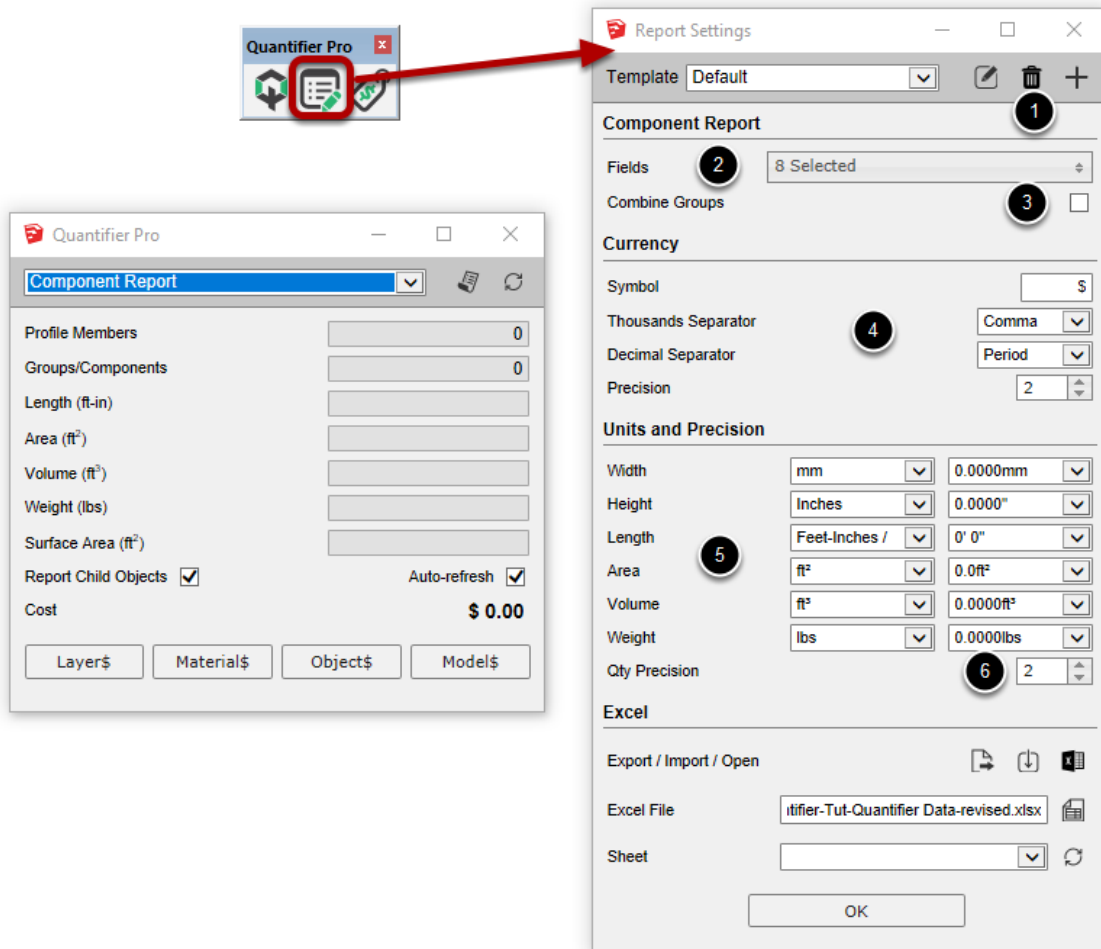 Quantifier Pro
Report Settings
Template Default
1
Component Report
Fields 2 8 Selected
Combine Groups 3
Currency
Symbol $
Thousands Separator Comma
4
Decimal Separator Period
Precision 2
Units and Precision
Width mm 0.0000mm
Height Inches 0.0000"
Length Feet-Inches / 0' 0"
5
Area ft² 0.0ft²
Volume ft³ 0.0000ft³
Weight lbs 0.0000lbs
Qty Precision 6 2
Excel
Export / Import / Open
Excel File ntifier-Tut-Quantifier Data-revised.xlsx
Sheet
OK
Quantifier Pro
Component Report
Profile Members 0
Groups/Components 0
Length (ft-in)
Area (ft²)
Volume (ft³)
Weight (lbs)
Surface Area (ft²)
Report Child Objects Auto-refresh
Cost $ 0.00
Layer$ Material$ Object$ Model$